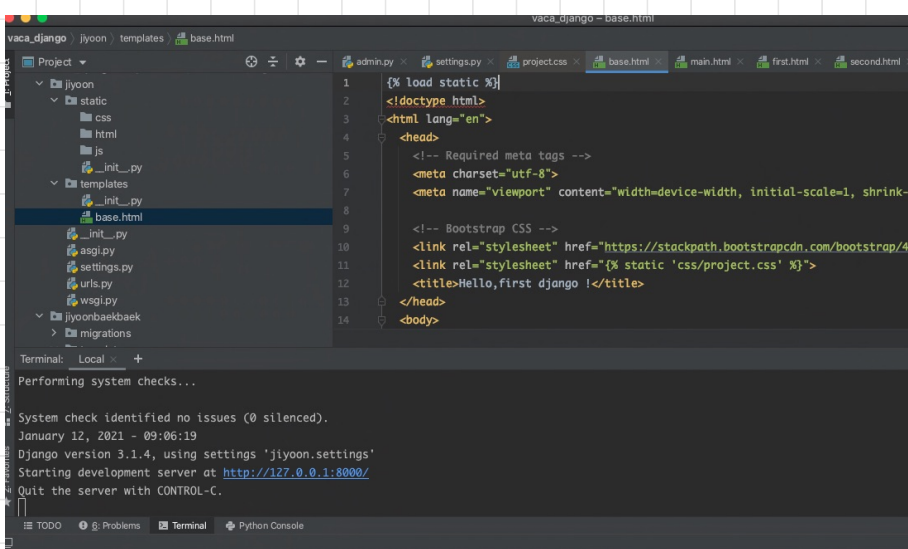 vaca_django – base.html
vaca_django jiyoon templates base.html
Project
admin.py settings.py project.css base.html main.html first.html second.html
1: Project
jiyoon
static
css
html
js
__init__.py
templates
__init__.py
base.html
__init__.py
asgi.py
settings.py
urls.py
wsgi.py
jiyoonbaekbaek
migrations
1 {% load static %}
2 <!doctype html>
3 <html lang="en">
4 <head>
5 <!-- Required meta tags -->
6 <meta charset="utf-8">
7 <meta name="viewport" content="width=device-width, initial-scale=1, shrink-
8
9 <!-- Bootstrap CSS -->
10 <link rel="stylesheet" href="https://stackpath.bootstrapcdn.com/bootstrap/4
11 <link rel="stylesheet" href="{% static 'css/project.css' %}">
12 <title>Hello,first django !</title>
13 </head>
14 <body>
Terminal: Local +
Performing system checks...
System check identified no issues (0 silenced).
January 12, 2021 - 09:06:19
Django version 3.1.4, using settings 'jiyoon.settings'
Starting development server at http://127.0.0.1:8000/
Quit the server with CONTROL-C.
Z: Structure
2: Favorites
TODO 6: Problems Terminal Python Console